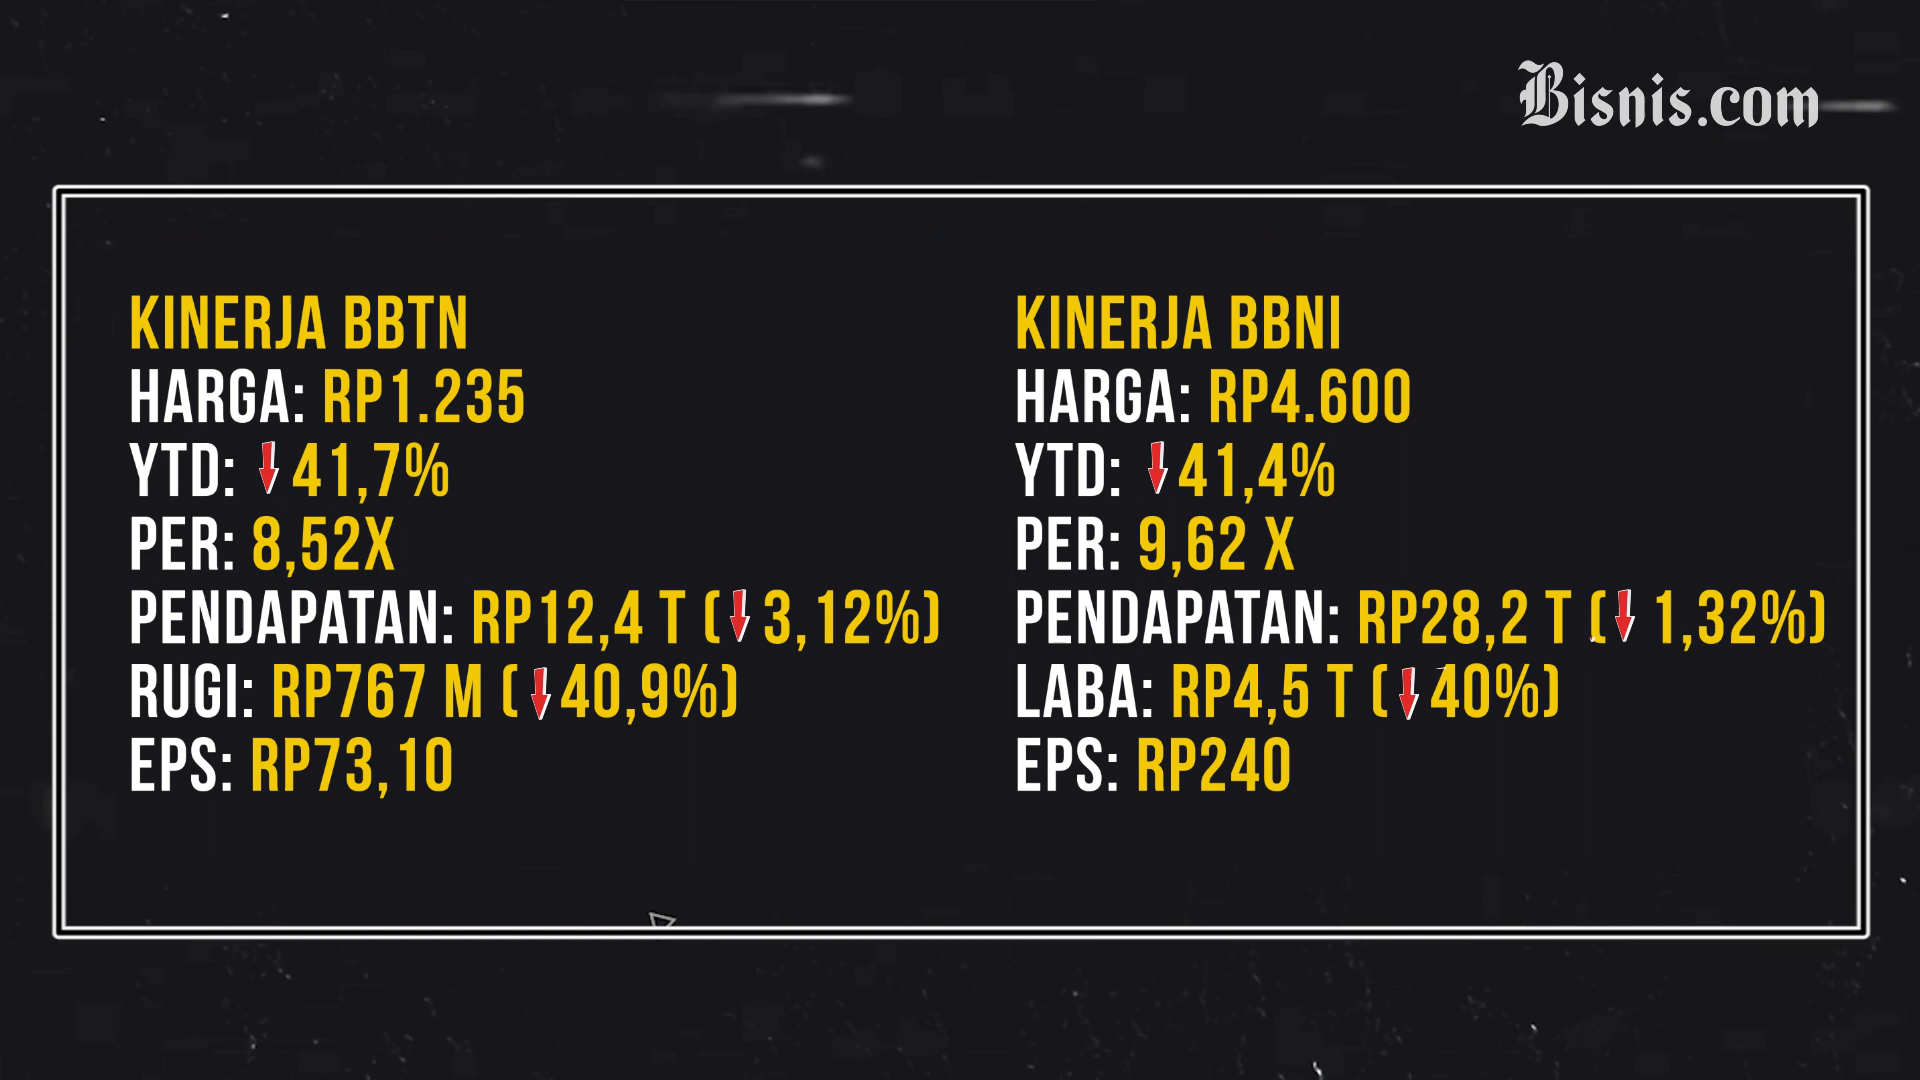 Bisnis.com
KINERJA BBTN
HARGA: RP1.235
YTD: 41,7%
PER: 8,52X
PENDAPATAN: RP12,4 T (3,12%)
RUGI: RP767 M (40,9%)
EPS: RP73,10
KINERJA BBNI
HARGA: RP4.600
YTD: 41,4%
PER: 9,62 X
PENDAPATAN: RP28,2 T (1,32%)
LABA: RP4,5 T (40%)
EPS: RP240